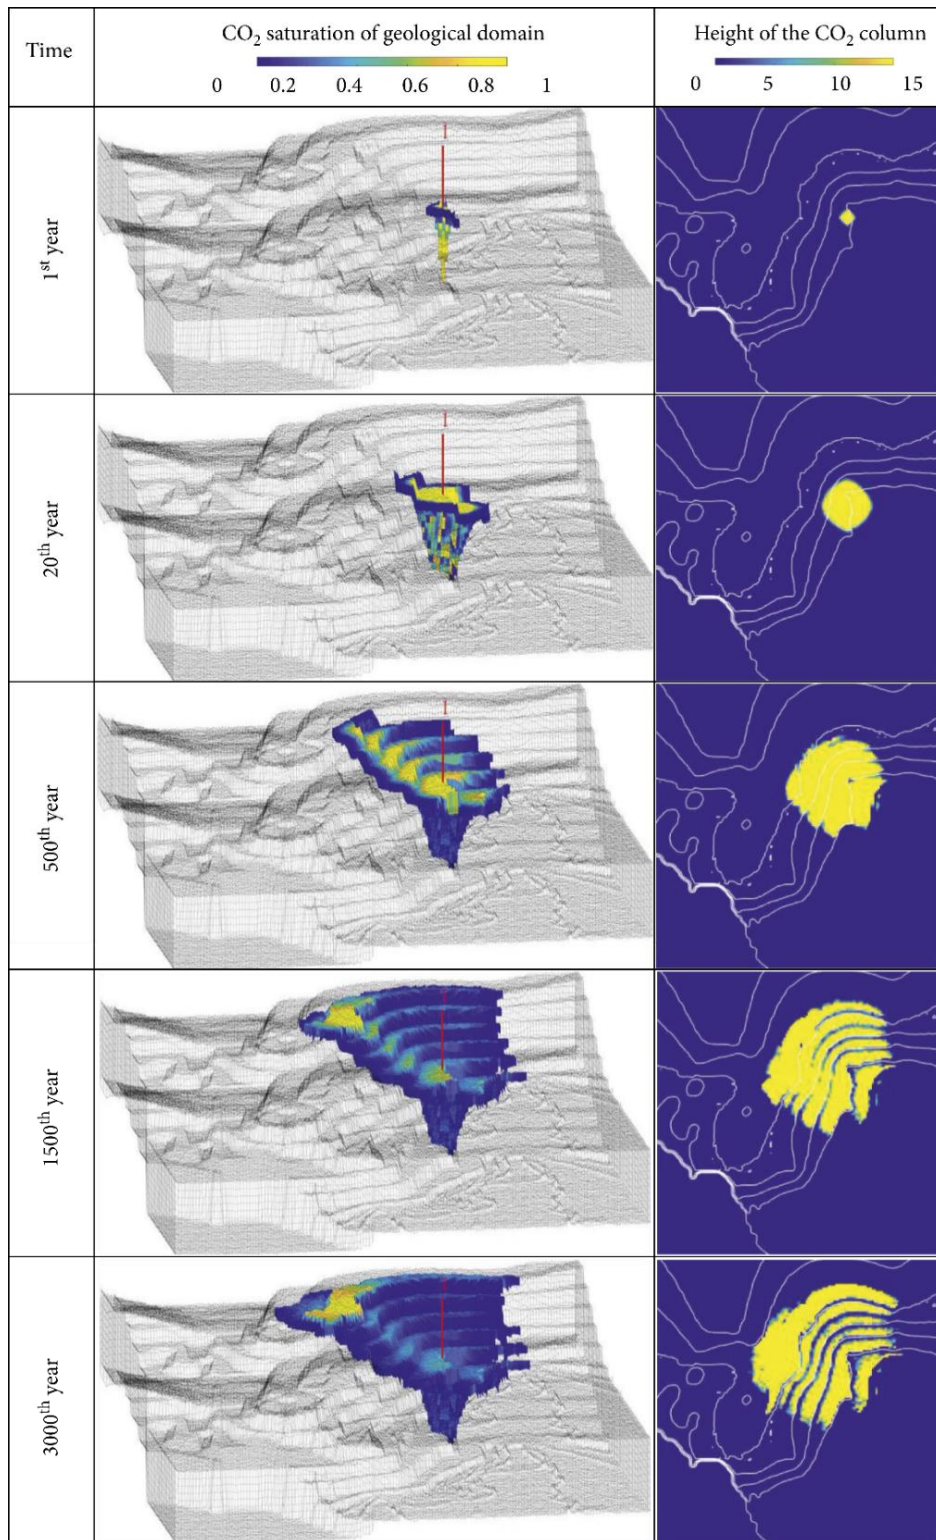 Time
CO₂ saturation of geological domain
0 0.2 0.4 0.6 0.8 1
Height of the CO₂ column
0 5 10 15
1st year
20th year
500th year
1500th year
3000th year